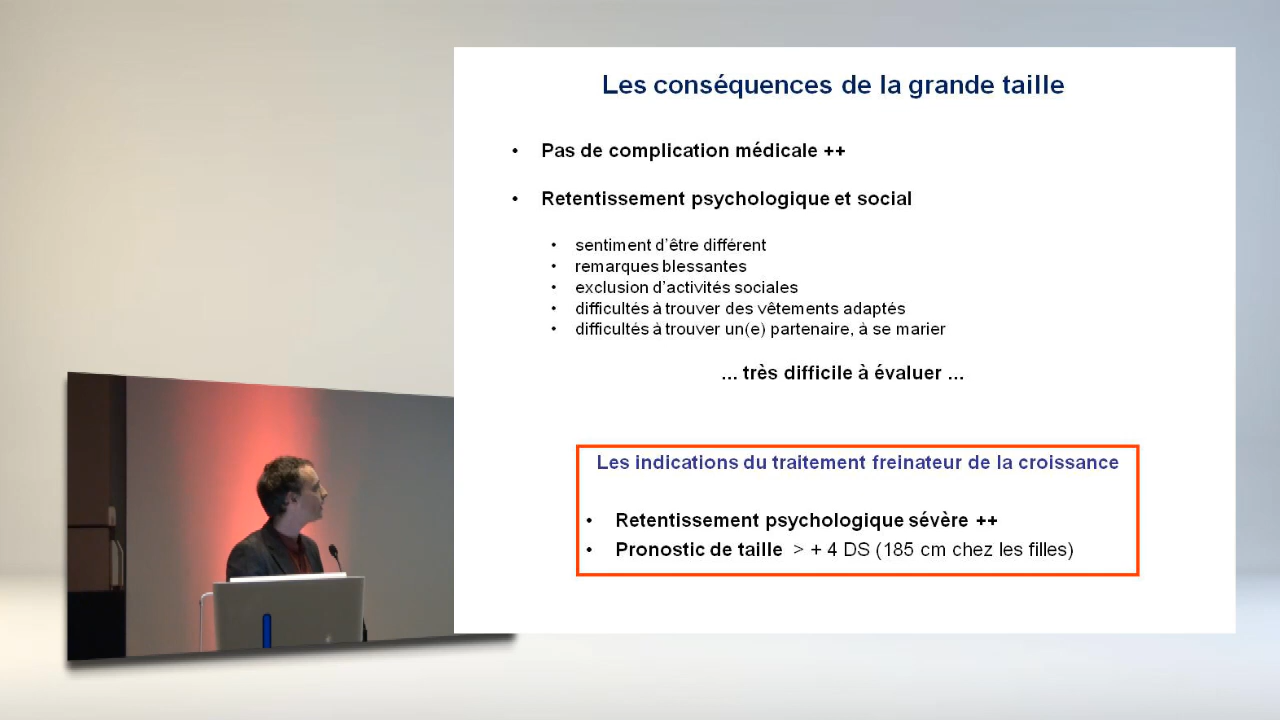 Les conséquences de la grande taille
• Pas de complication médicale ++
• Retentissement psychologique et social
• sentiment d'être différent
• remarques blessantes
• exclusion d'activités sociales
• difficultés à trouver des vêtements adaptés
• difficultés à trouver un(e) partenaire, à se marier
... très difficile à évaluer ...
Les indications du traitement freinateur de la croissance
• Retentissement psychologique sévère ++
• Pronostic de taille > + 4 DS (185 cm chez les filles)